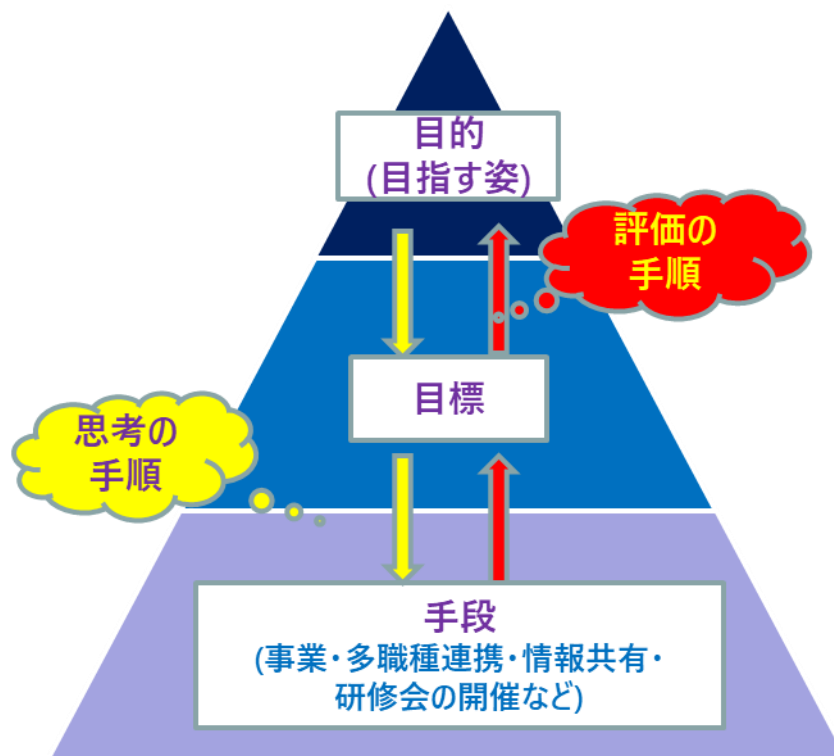 目的
(目指す姿)
評価の
手順
目標
思考の
手順
手段
(事業・多職種連携・情報共有・
研修会の開催など)